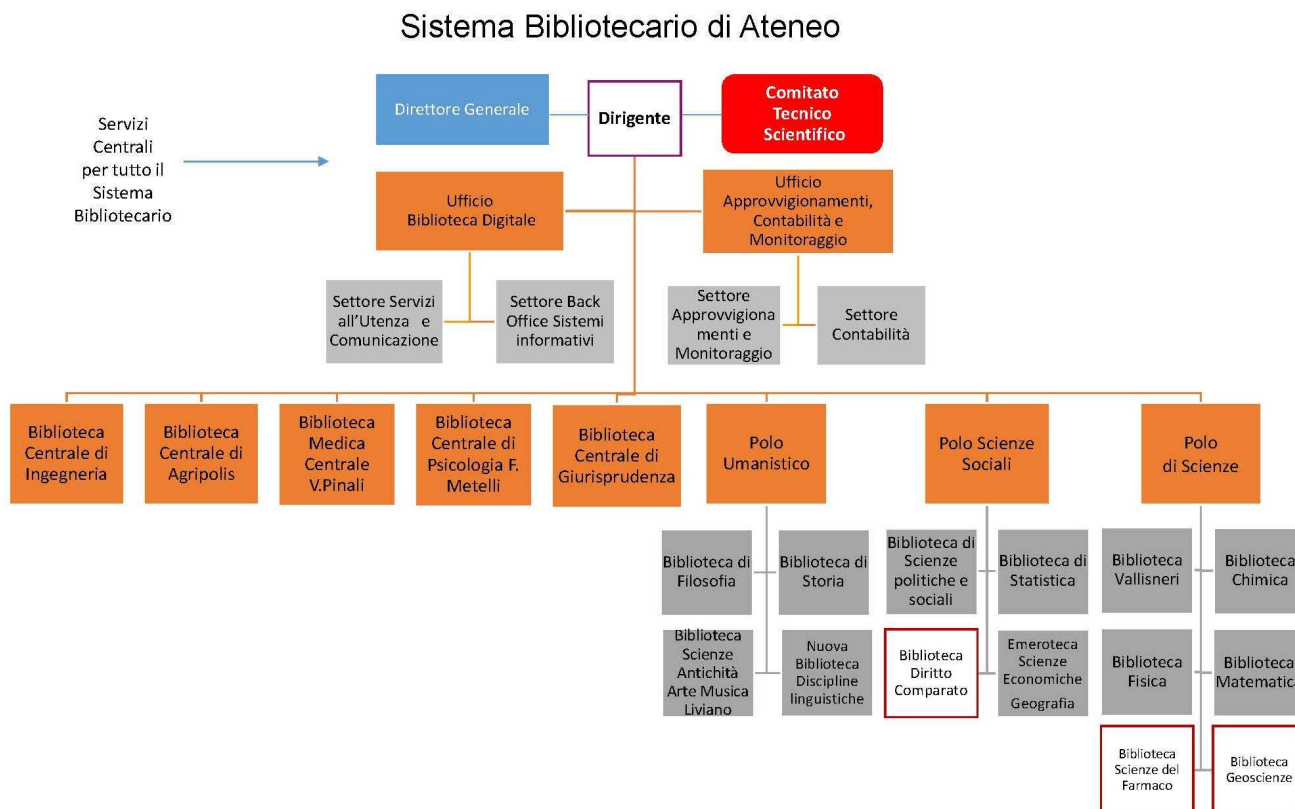 Sistema Bibliotecario di Ateneo
Direttore Generale
Dirigente
Comitato
Tecnico
Scientifico
Servizi
Centrali
per tutto il
Sistema
Bibliotecario
Ufficio
Biblioteca Digitale
Ufficio
Approvvigionamenti,
Contabilità e
Monitoraggio
Settore Servizi
all'Utenza e
Comunicazione
Settore Back
Office Sistemi
informativi
Settore
Approvvigiona
menti e
Monitoraggio
Settore
Contabilità
Biblioteca
Centrale di
Ingegneria
Biblioteca
Centrale di
Agripolis
Biblioteca
Medica
Centrale
V.Pinali
Biblioteca
Centrale di
Psicologia F.
Metelli
Biblioteca
Centrale di
Giurisprudenza
Polo
Umanistico
Polo Scienze
Sociali
Polo
di Scienze
Biblioteca di
Filosofia
Biblioteca di
Storia
Biblioteca di
Scienze
politiche e
sociali
Biblioteca di
Statistica
Biblioteca
Vallisneri
Biblioteca
Chimica
Biblioteca
Scienze
Antichità
Arte Musica
Liviano
Nuova
Biblioteca
Discipline
linguistiche
Biblioteca
Diritto
Comparato
Emeroteca
Scienze
Economiche
Geografia
Biblioteca
Fisica
Biblioteca
Matematica
Biblioteca
Scienze del
Farmaco
Biblioteca
Geoscienze